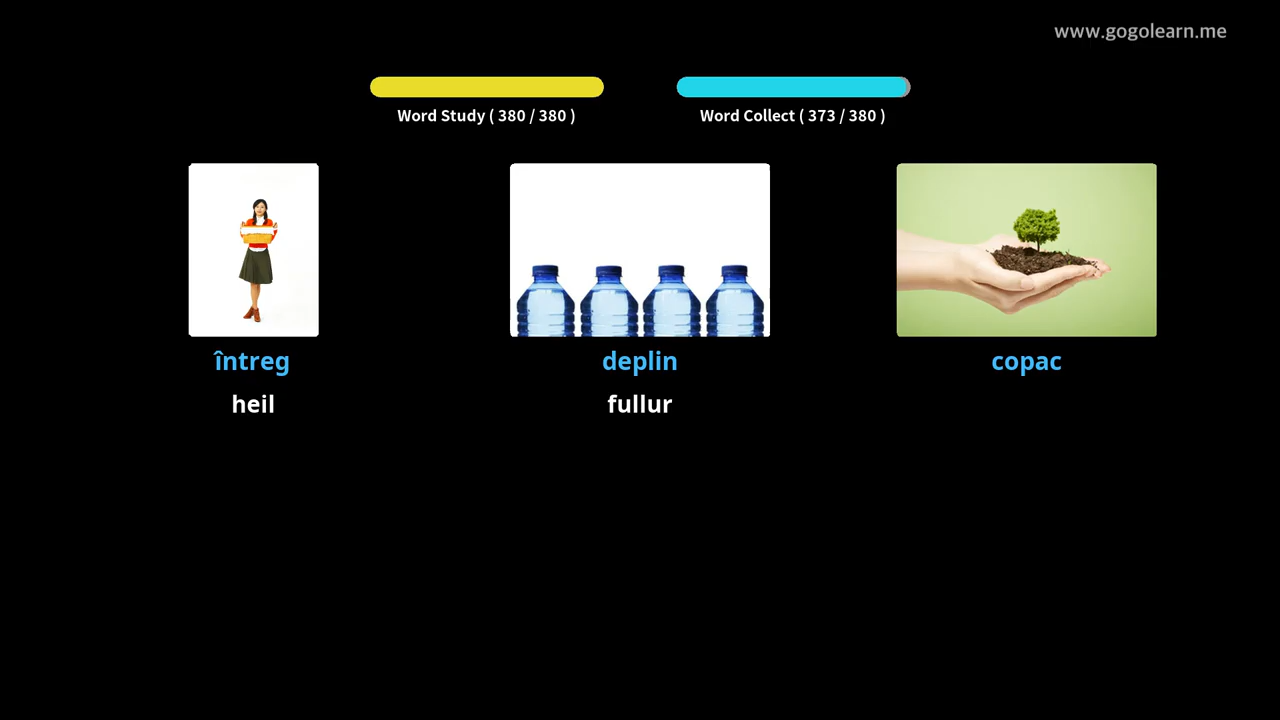 www.gogolearn.me
Word Study ( 380 / 380 )
Word Collect ( 373 / 380 )
întreg
deplin
copac
heil
fullur